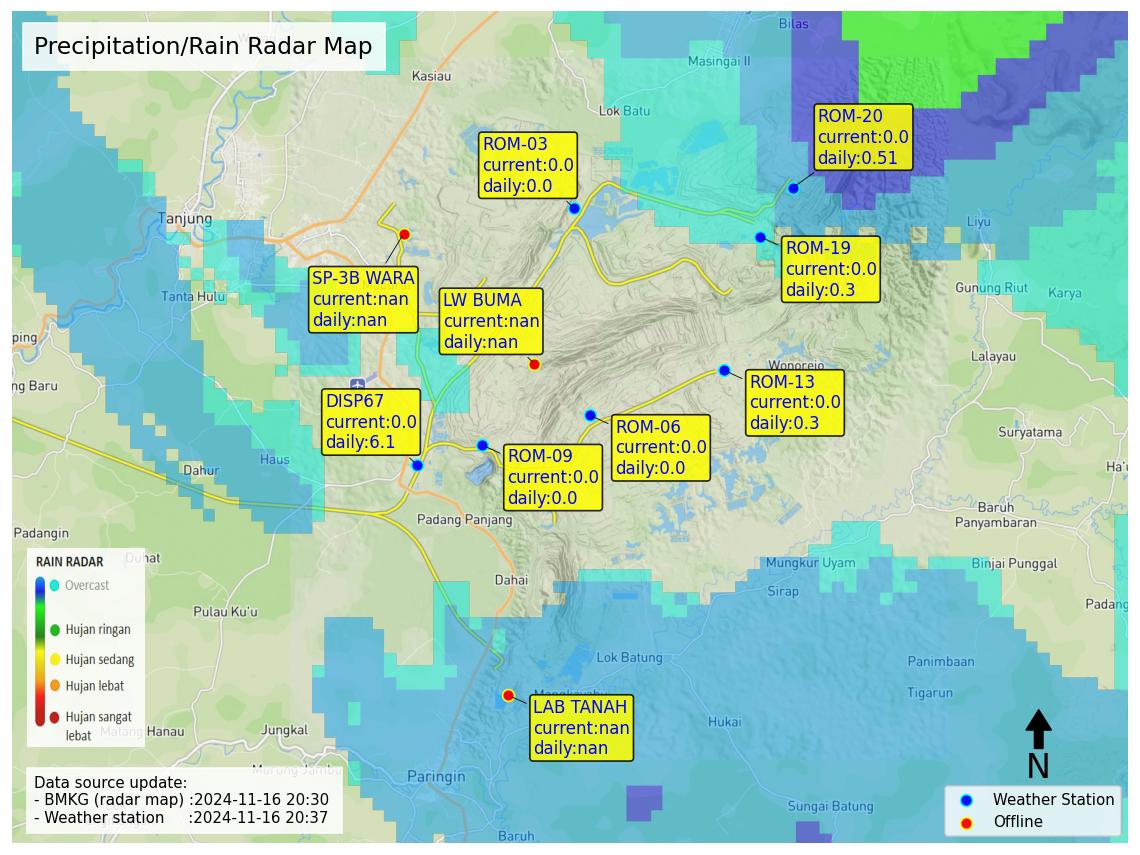 Precipitation/Rain Radar Map
Bilas
Masingai II
Kasiau
Lok Batu
ROM-20
current:0.0
daily:0.51
ROM-03
current:0.0
daily:0.0
Tanjung
Liyu
ROM-19
current:0.0
daily:0.3
SP-3B WARA
current:nan
daily:nan
Tanta Hulu
LW BUMA
current:nan
daily:nan
Gunung Riut
Karya
ping
Lalayau
Wonorejo
ng Baru
ROM-13
current:0.0
daily:0.3
DISP67
current:0.0
daily:6.1
ROM-06
current:0.0
daily:0.0
Suryatama
ROM-09
current:0.0
daily:0.0
Haus
Dahur
Ha'u
Baruh
Panyambaran
Padang Panjang
Padangin
Duhat
Mungkur Uyam
Binjai Punggal
Dahai
Sirap
Padang
Pulau Ku'u
RAIN RADAR
Overcast
Hujan ringan
Hujan sedang
Hujan lebat
Hujan sangat
lebat
Lok Batung
Panimbaan
Tigarun
LAB TANAH
current:nan
daily:nan
Hukai
Matang Hanau
Jungkal
Murung Jambu
Paringin
Sungai Batung
Baruh
Data source update:
- BMKG (radar map) :2024-11-16 20:30
- Weather station :2024-11-16 20:37
N
Weather Station
Offline